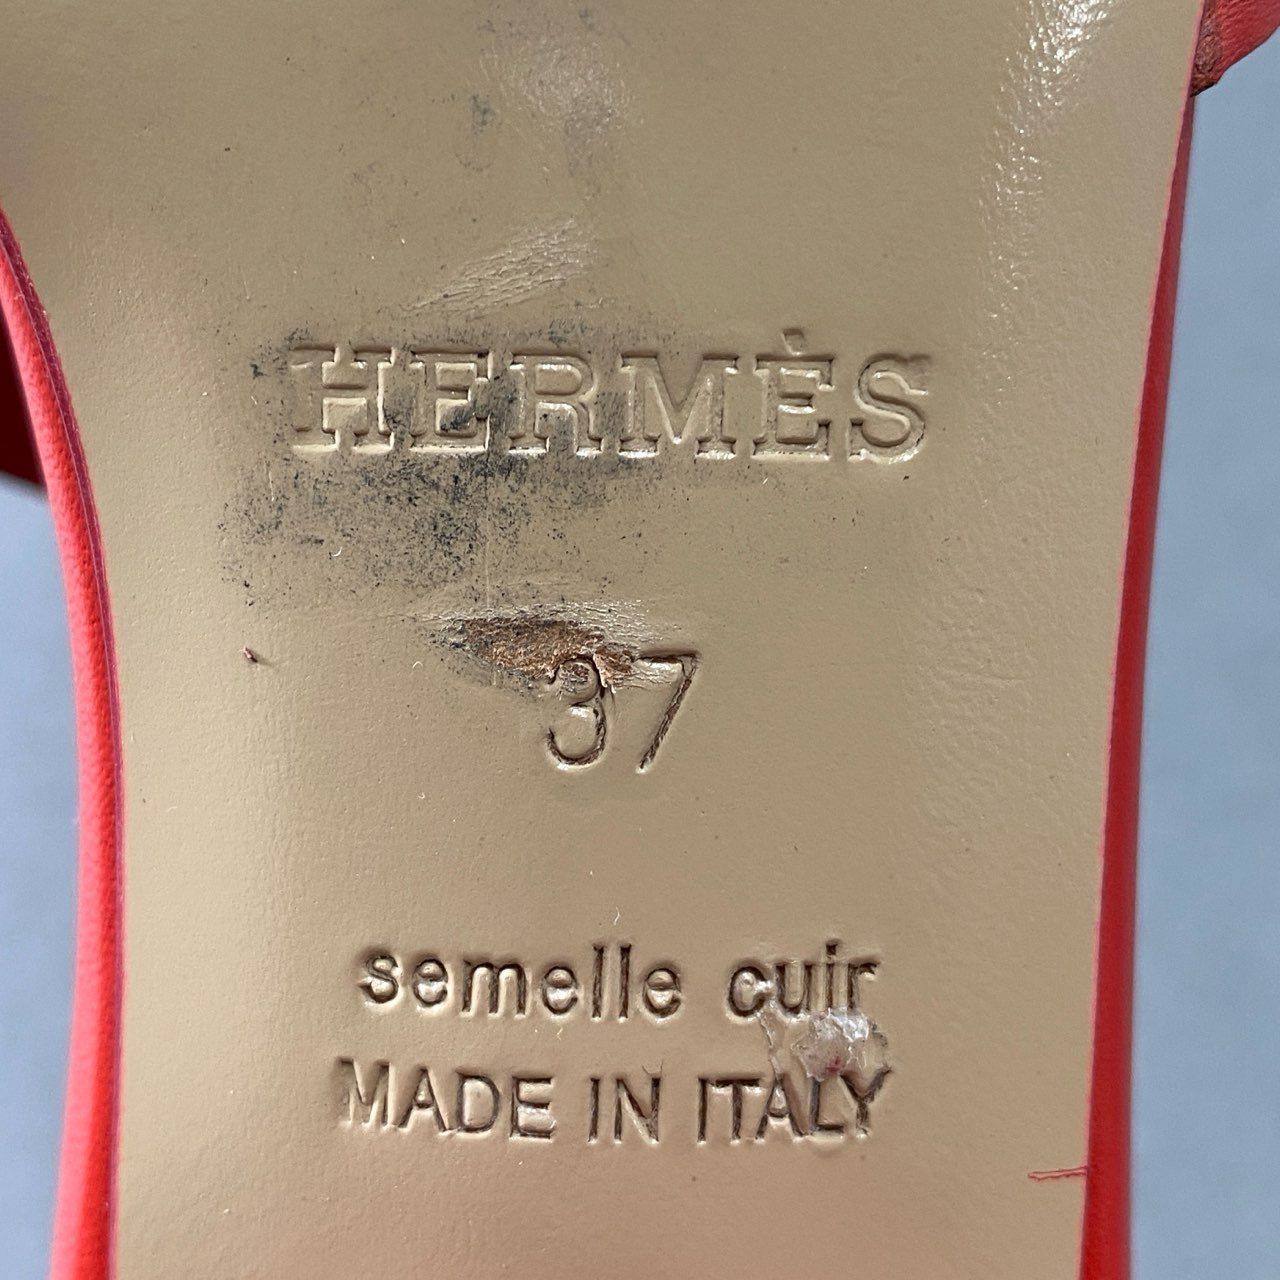 HERMÈS
37
semelle cuir
MADE IN ITALY